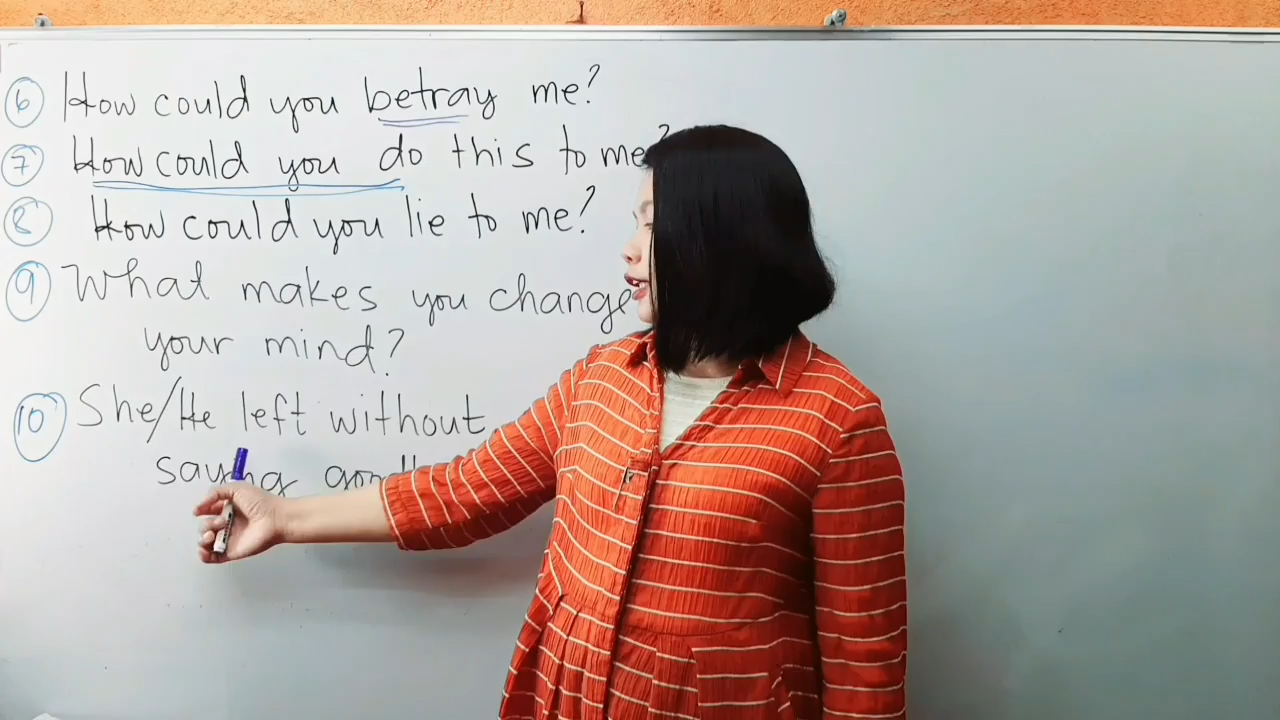 6 How could you betray me?
7 How could you do this to me?
8 How could you lie to me?
9 What makes you change
your mind?
10 She/He left without
saying